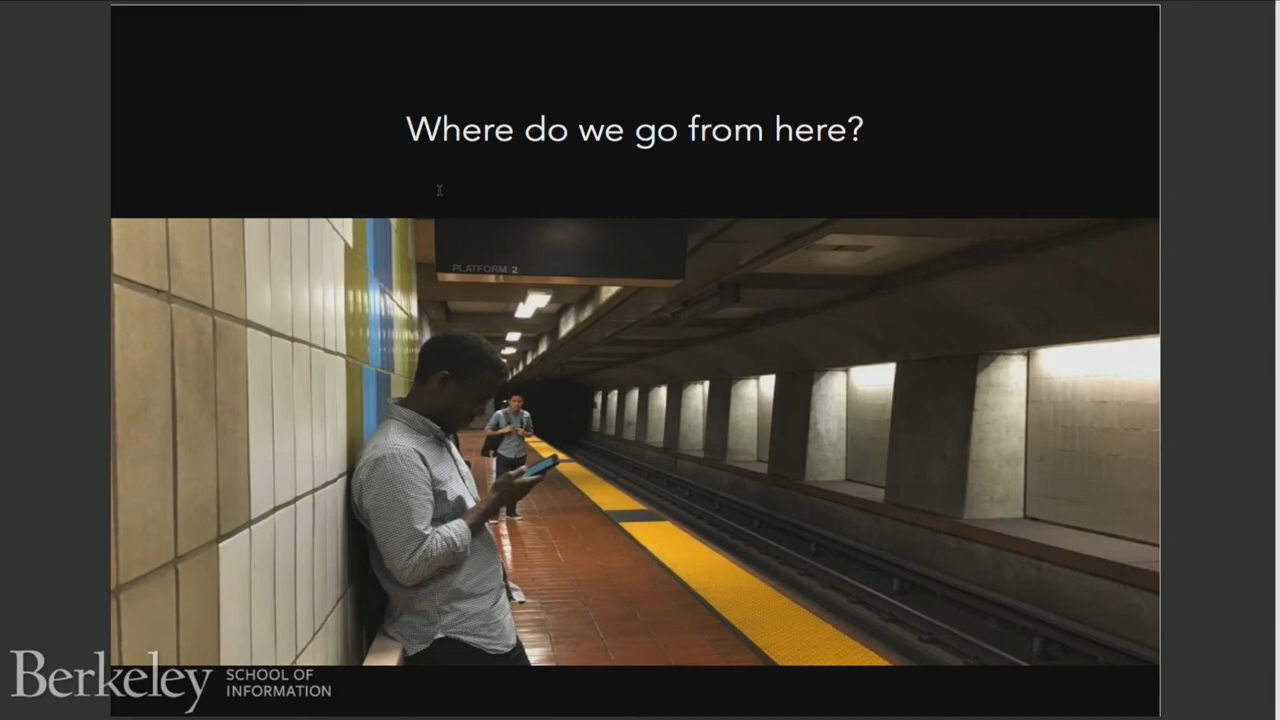 Where do we go from here?
PLATFORM 2
Berkeley
SCHOOL OF
INFORMATION